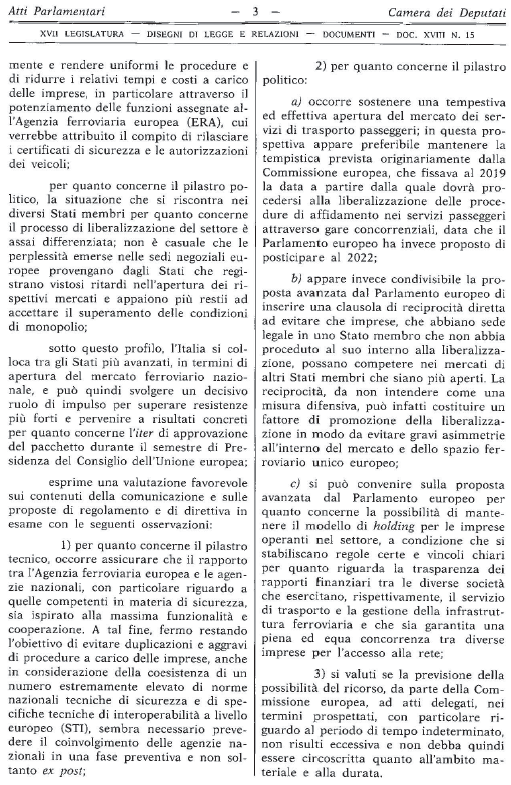 Atti Parlamentari — 3 — Camera dei Deputati
XVII LEGISLATURA — DISEGNI DI LEGGE E RELAZIONI — DOCUMENTI — DOC. XVIII N. 15
mente e rendere uniformi le procedure e
di ridurre i relativi tempi e costi a carico
delle imprese, in particolare attraverso il
potenziamento delle funzioni assegnate al-
l'Agenzia ferroviaria europea (ERA), cui
verrebbe attribuito il compito di rilasciare
i certificati di sicurezza e le autorizzazioni
dei veicoli;
per quanto concerne il pilastro po-
litico, la situazione che si riscontra nei
diversi Stati membri per quanto concerne
il processo di liberalizzazione del settore è
assai differenziata; non è casuale che le
perplessità emerse nelle sedi negoziali eu-
ropee provengano dagli Stati che regi-
strano vistosi ritardi nell'apertura dei ri-
spettivi mercati e appaiono più restii ad
accettare il superamento delle condizioni
di monopolio;
sotto questo profilo, l'Italia si col-
loca tra gli Stati più avanzati, in termini di
apertura del mercato ferroviario nazio-
nale, e può quindi svolgere un decisivo
ruolo di impulso per superare resistenze
più forti e pervenire a risultati concreti
per quanto concerne l'iter di approvazione
del pacchetto durante il semestre di Pre-
sidenza del Consiglio dell'Unione europea;
esprime una valutazione favorevole
sui contenuti della comunicazione e sulle
proposte di regolamento e di direttiva in
esame con le seguenti osservazioni:
1) per quanto concerne il pilastro
tecnico, occorre assicurare che il rapporto
tra l'Agenzia ferroviaria europea e le agen-
zie nazionali, con particolare riguardo a
quelle competenti in materia di sicurezza,
sia ispirato alla massima funzionalità e
cooperazione. A tal fine, fermo restando
l'obiettivo di evitare duplicazioni e aggravi
di procedure a carico delle imprese, anche
in considerazione della coesistenza di un
numero estremamente elevato di norme
nazionali tecniche di sicurezza e di spe-
cifiche tecniche di interoperabilità a livello
europeo (STI), sembra necessario preve-
dere il coinvolgimento delle agenzie na-
zionali in una fase preventiva e non sol-
tanto ex post;
2) per quanto concerne il pilastro
politico:
a) occorre sostenere una tempestiva
ed effettiva apertura del mercato dei ser-
vizi di trasporto passeggeri; in questa pro-
spettiva appare preferibile mantenere la
tempistica prevista originariamente dalla
Commissione europea, che fissava al 2019
la data a partire dalla quale dovrà pro-
cedersi alla liberalizzazione delle proce-
dure di affidamento nei servizi passeggeri
attraverso gare concorrenziali, data che il
Parlamento europeo ha invece proposto di
posticipare al 2022;
b) appare invece condivisibile la pro-
posta avanzata dal Parlamento europeo di
inserire una clausola di reciprocità diretta
ad evitare che imprese, che abbiano sede
legale in uno Stato membro che non abbia
proceduto al suo interno alla liberalizza-
zione, possano competere nei mercati di
altri Stati membri che siano più aperti. La
reciprocità, da non intendere come una
misura difensiva, può infatti costituire un
fattore di promozione della liberalizza-
zione in modo da evitare gravi asimmetrie
all'interno del mercato e dello spazio fer-
roviario unico europeo;
c) si può convenire sulla proposta
avanzata dal Parlamento europeo per
quanto concerne la possibilità di mante-
nere il modello di holding per le imprese
operanti nel settore, a condizione che si
stabiliscano regole certe e vincoli chiari
per quanto riguarda la trasparenza dei
rapporti finanziari tra le diverse società
che esercitano, rispettivamente, il servizio
di trasporto e la gestione della infrastrut-
tura ferroviaria e che sia garantita una
piena ed equa concorrenza tra diverse
imprese per l'accesso alla rete;
3) si valuti se la previsione della
possibilità del ricorso, da parte della Com-
missione europea, ad atti delegati, nei
termini prospettati, con particolare ri-
guardo al periodo di tempo indeterminato,
non risulti eccessiva e non debba quindi
essere circoscritta quanto all'ambito ma-
teriale e alla durata.